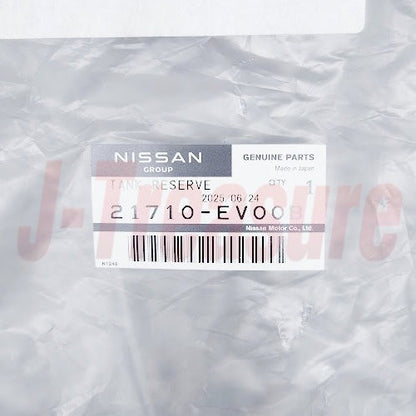 NISSAN
GROUP
GENUINE PARTS
Made in Japan
TANK-RESERVE
QTY 1
2025/06/24
21710-EV00B
Nissan Motor Co., Ltd.
J-Treasure